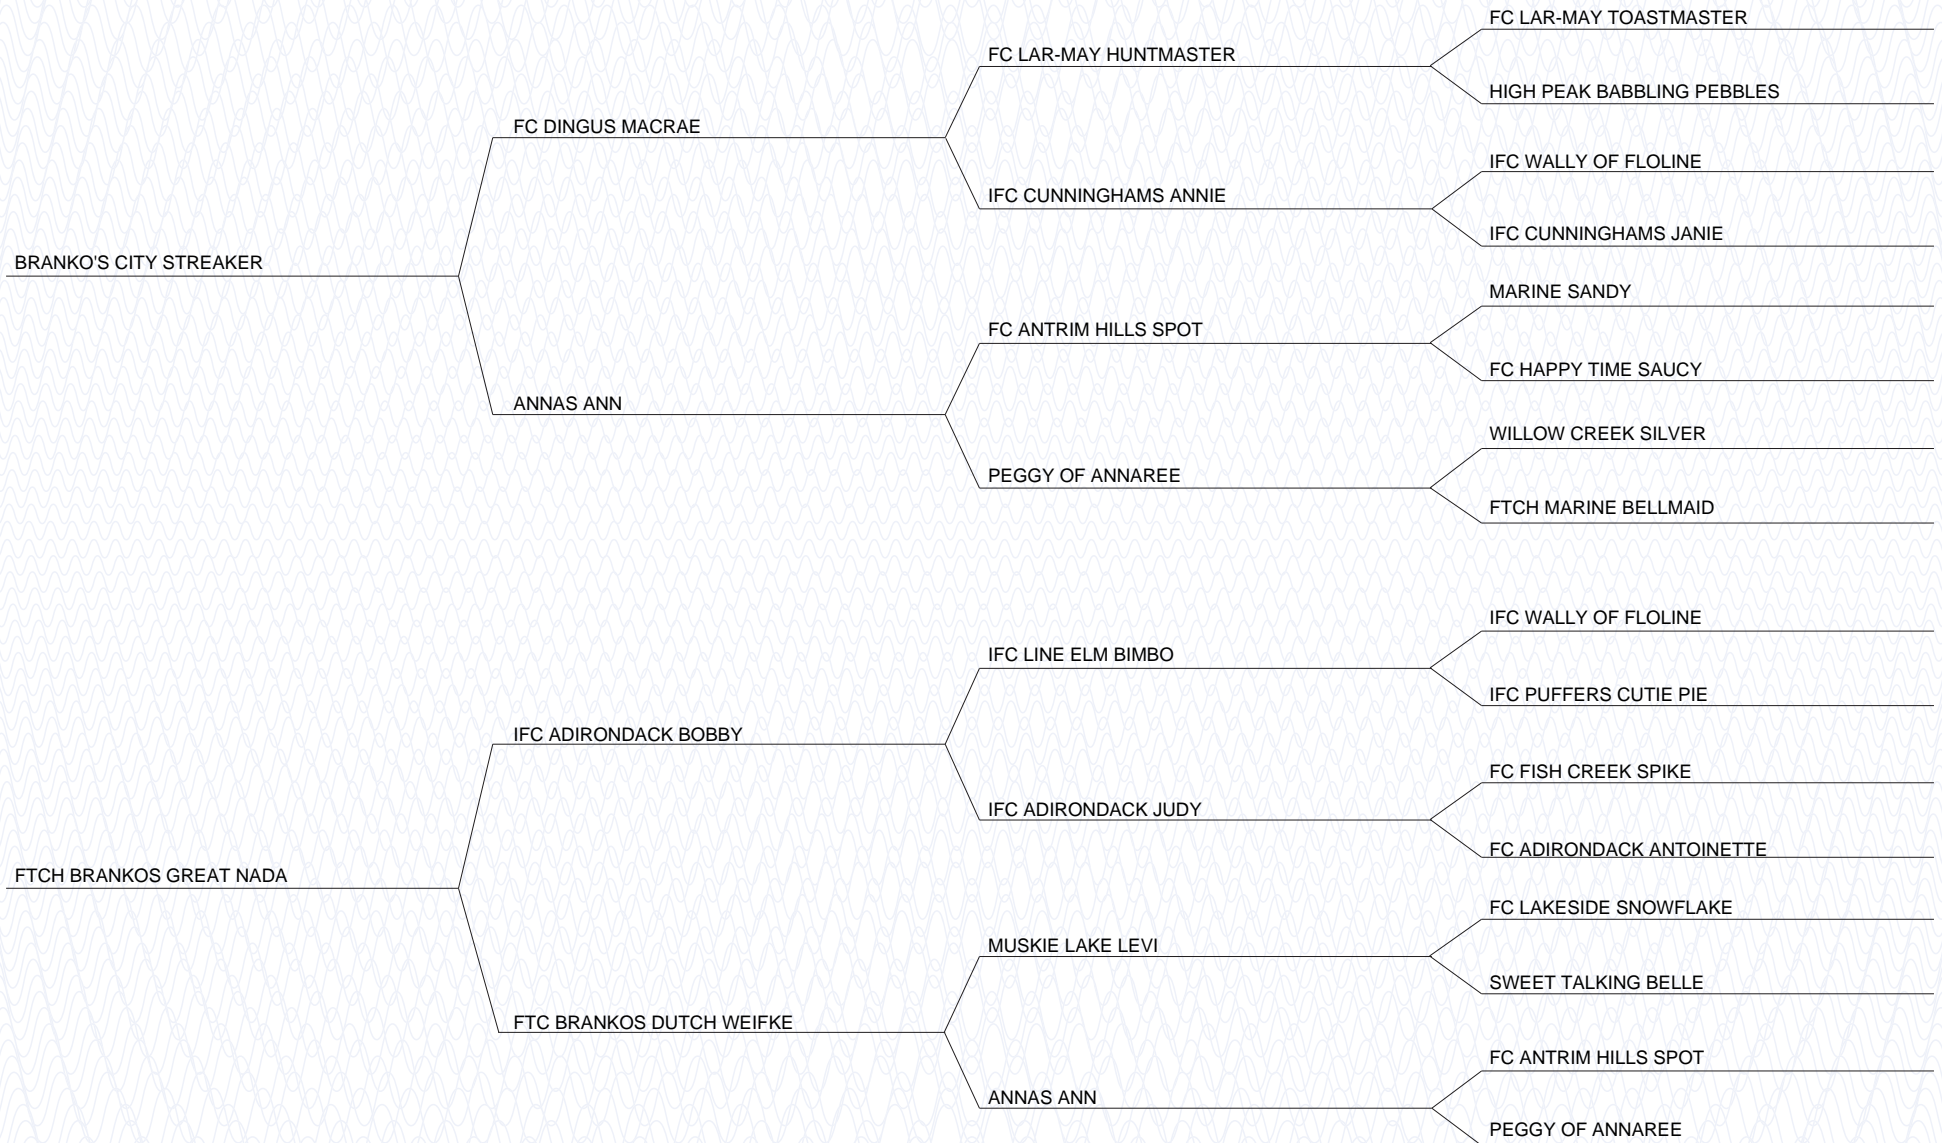 FC LAR-MAY TOASTMASTER
FC LAR-MAY HUNTMASTER
HIGH PEAK BABBLING PEBBLES
FC DINGUS MACRAE
IFC WALLY OF FLOLINE
IFC CUNNINGHAMS ANNIE
IFC CUNNINGHAMS JANIE
BRANKO'S CITY STREAKER
MARINE SANDY
FC ANTRIM HILLS SPOT
FC HAPPY TIME SAUCY
ANNAS ANN
WILLOW CREEK SILVER
PEGGY OF ANNAREE
FTCH MARINE BELLMAID
IFC WALLY OF FLOLINE
IFC LINE ELM BIMBO
IFC PUFFERS CUTIE PIE
IFC ADIRONDACK BOBBY
FC FISH CREEK SPIKE
IFC ADIRONDACK JUDY
FC ADIRONDACK ANTOINETTE
FTCH BRANKOS GREAT NADA
FC LAKESIDE SNOWFLAKE
MUSKIE LAKE LEVI
SWEET TALKING BELLE
FTC BRANKOS DUTCH WEIFKE
FC ANTRIM HILLS SPOT
ANNAS ANN
PEGGY OF ANNAREE